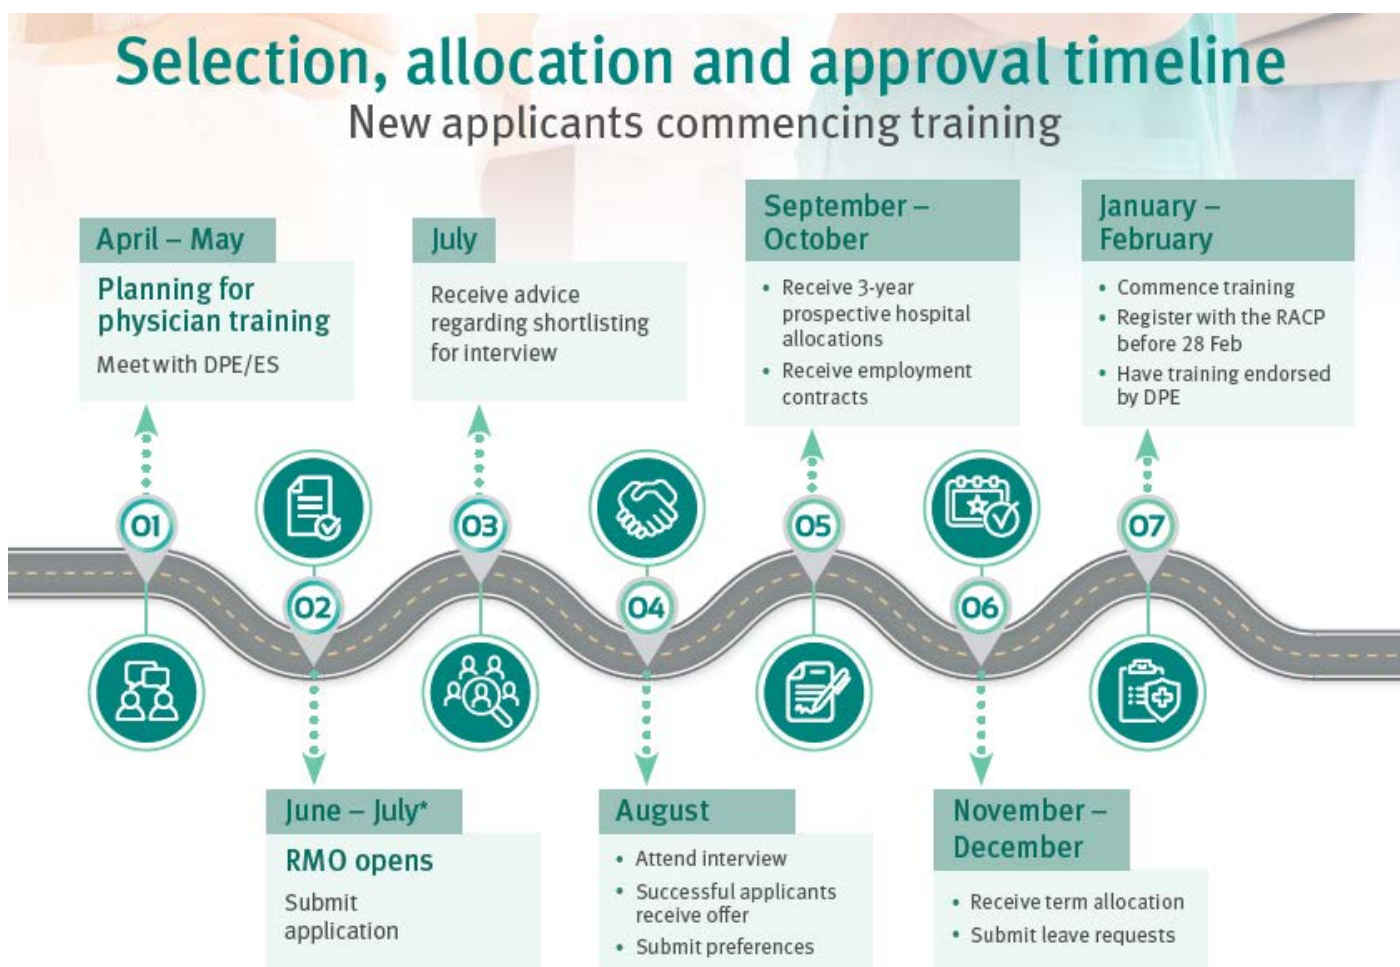 Selection, allocation and approval timeline
New applicants commencing training
April – May
Planning for
physician training
Meet with DPE/ES
01
June – July*
RMO opens
Submit
application
02
July
Receive advice
regarding shortlisting
for interview
03
August
• Attend interview
• Successful applicants
receive offer
• Submit preferences
04
September –
October
• Receive 3-year
prospective hospital
allocations
• Receive employment
contracts
05
November –
December
• Receive term allocation
• Submit leave requests
06
January –
February
• Commence training
• Register with the RACP
before 28 Feb
• Have training endorsed
by DPE
07